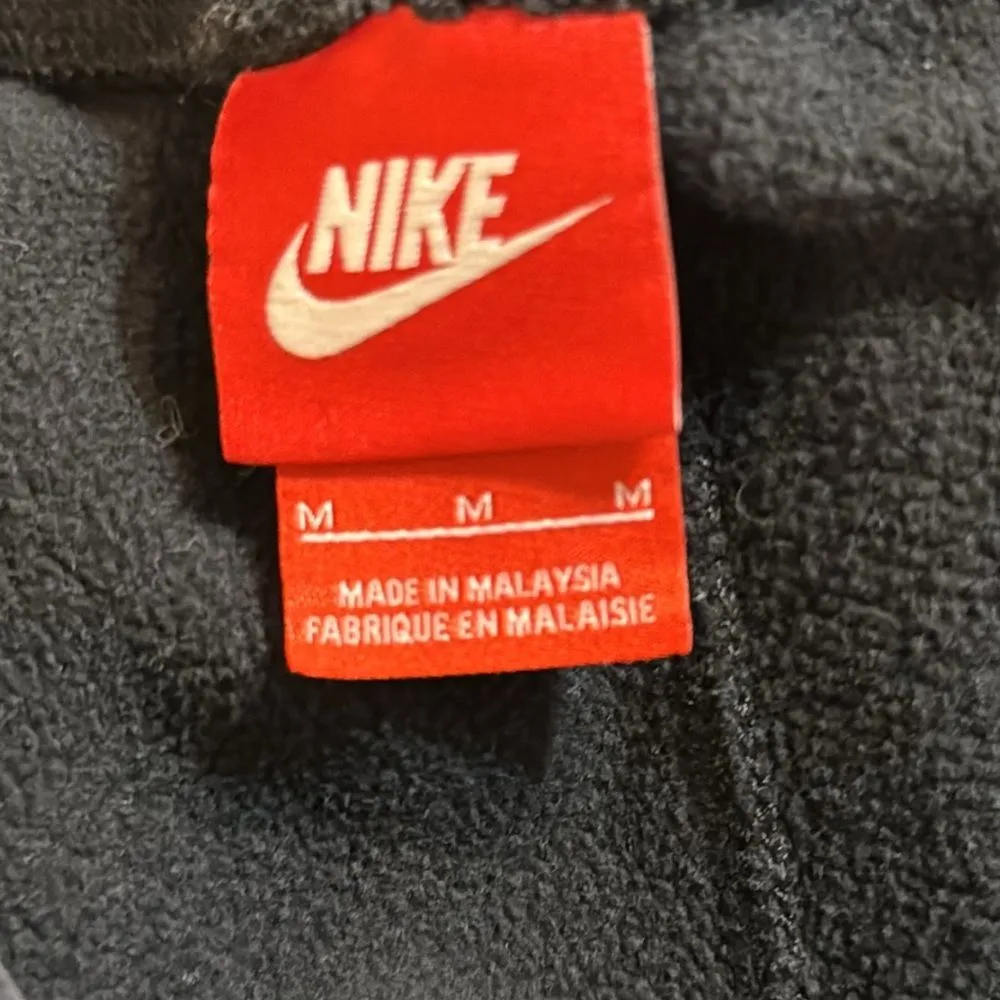 NIKE
M M M
MADE IN MALAYSIA
FABRIQUE EN MALAISIE